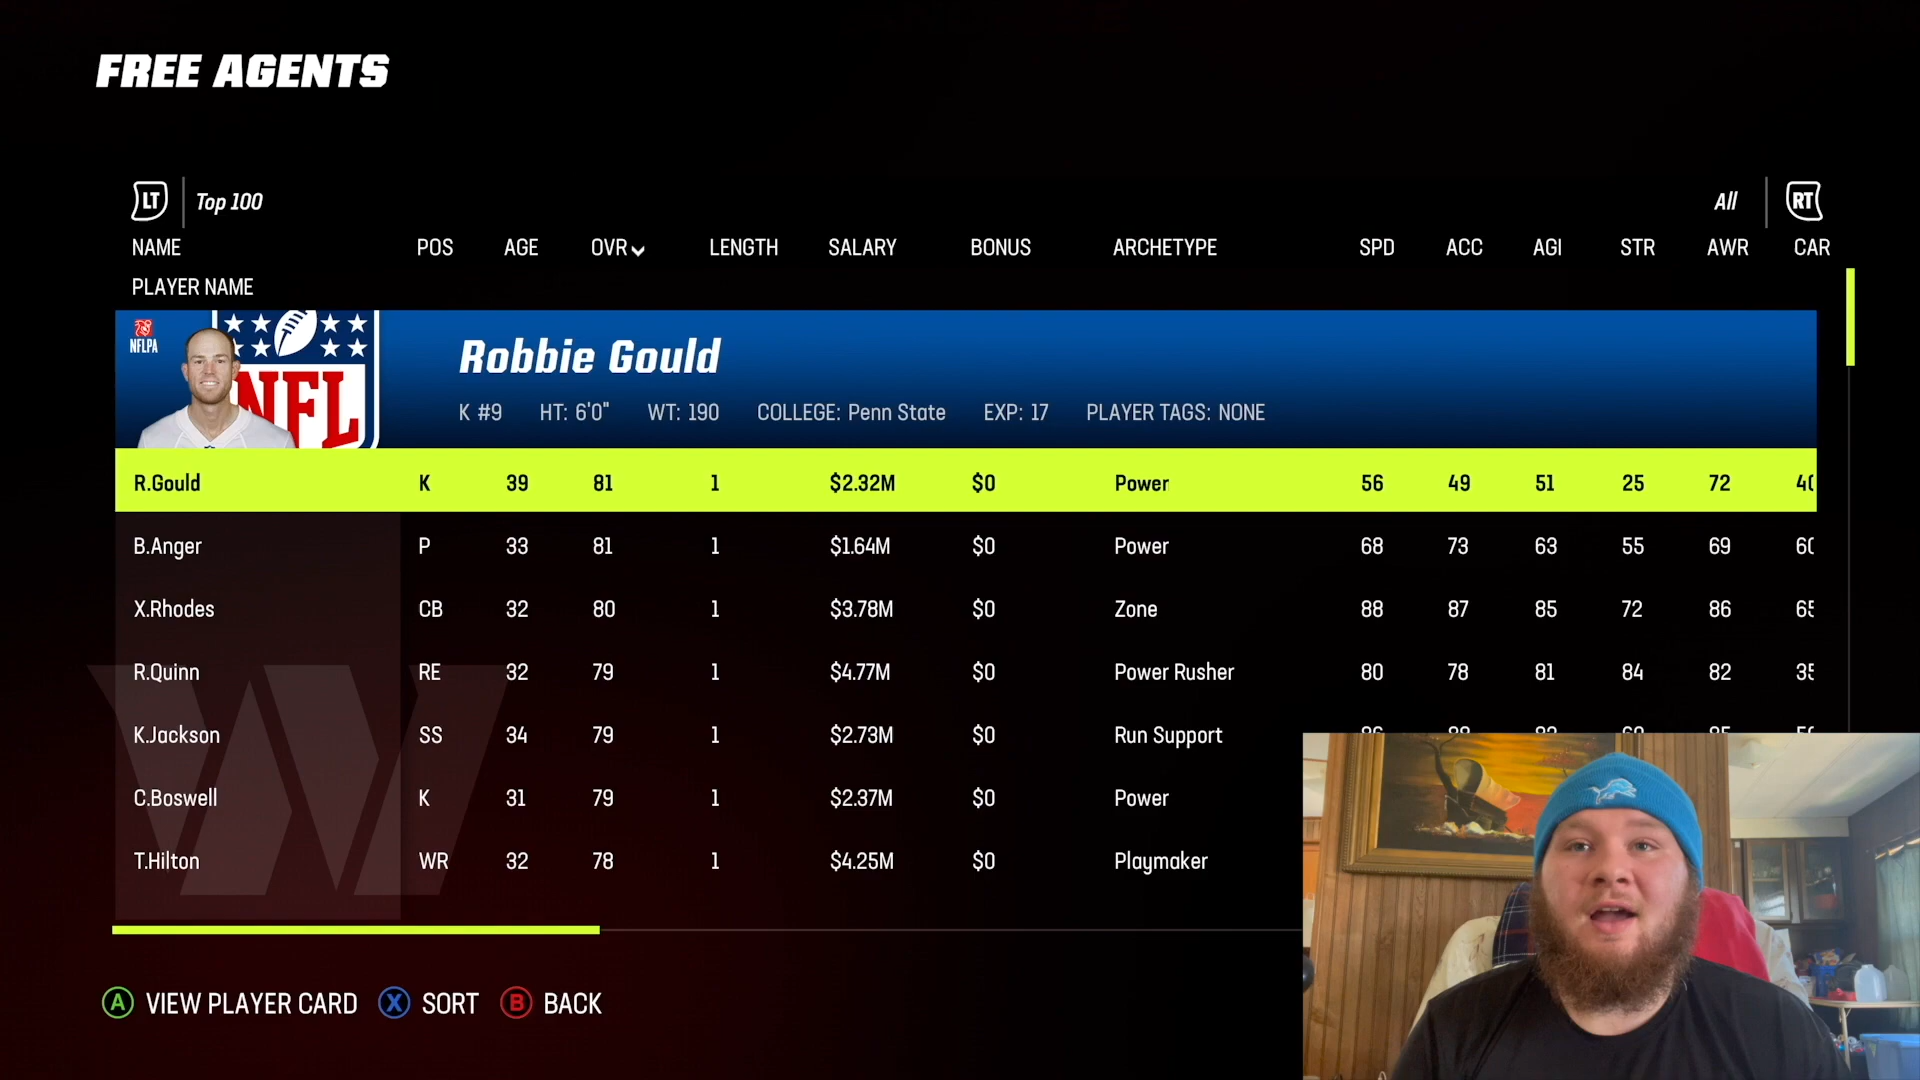 FREE AGENTS
LT Top 100 All RT
NAME POS AGE OVR LENGTH SALARY BONUS ARCHETYPE SPD ACC AGI STR AWR CAR
PLAYER NAME
NFLPA
NFL
Robbie Gould
K #9 HT: 6'0" WT: 190 COLLEGE: Penn State EXP: 17 PLAYER TAGS: NONE
R.Gould K 39 81 1 $2.32M $0 Power 56 49 51 25 72
B.Anger P 33 81 1 $1.64M $0 Power 68 73 63 55 69
X.Rhodes CB 32 80 1 $3.78M $0 Zone 88 87 85 72 86
R.Quinn RE 32 79 1 $4.77M $0 Power Rusher 80 78 81 84 82
K.Jackson SS 34 79 1 $2.73M $0 Run Support
C.Boswell K 31 79 1 $2.37M $0 Power
T.Hilton WR 32 78 1 $4.25M $0 Playmaker
A VIEW PLAYER CARD X SORT B BACK